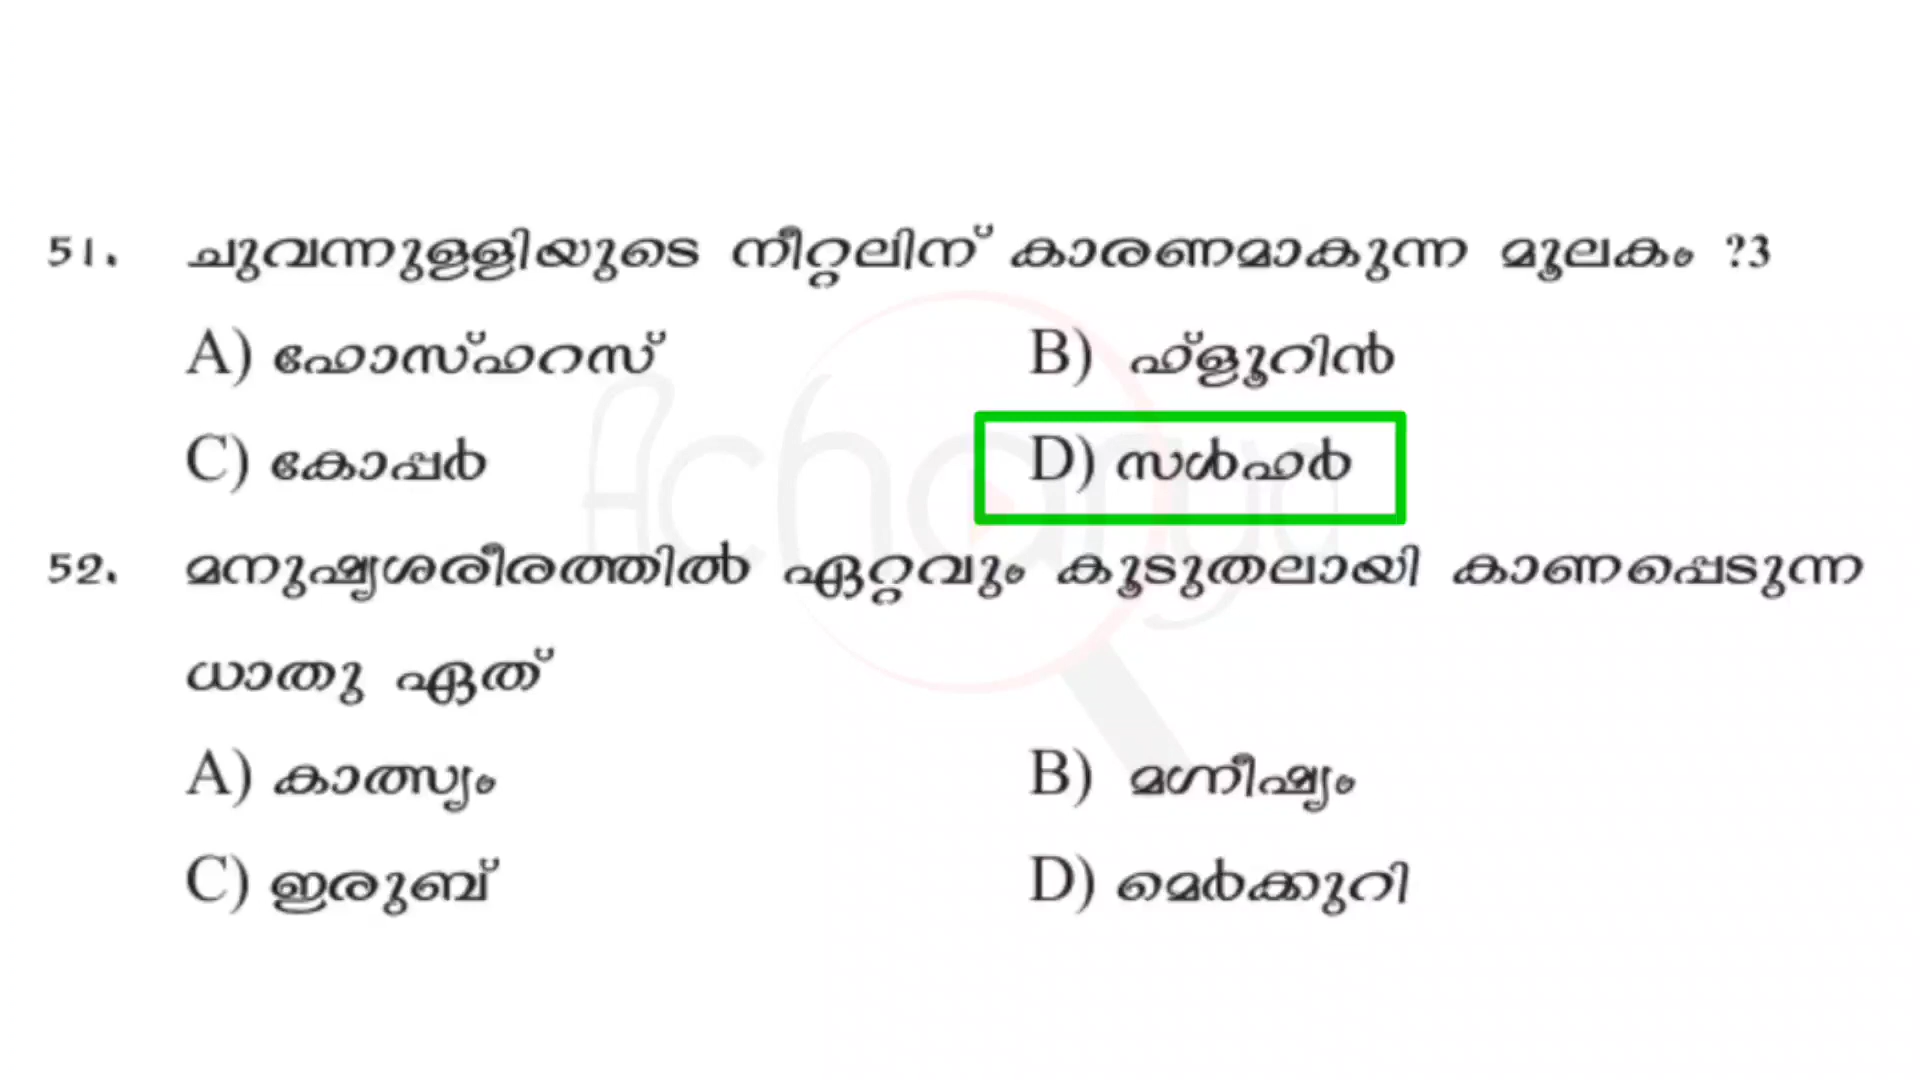 51. ചുവന്നുള്ളിയുടെ നീറ്റലിന് കാരണമാകുന്ന മൂലകം ?3
A) ഫോസ്ഫറസ് B) ഫ്ളൂറിൻ
C) കോപ്പർ D) സൾഫർ
52. മനുഷ്യശരീരത്തിൽ ഏറ്റവും കൂടുതലായി കാണപ്പെടുന്ന
ധാതു ഏത്
A) കാത്സ്യം B) മഗ്നീഷ്യം
C) ഇരുബ് D) മെർക്കുറി
Acharya